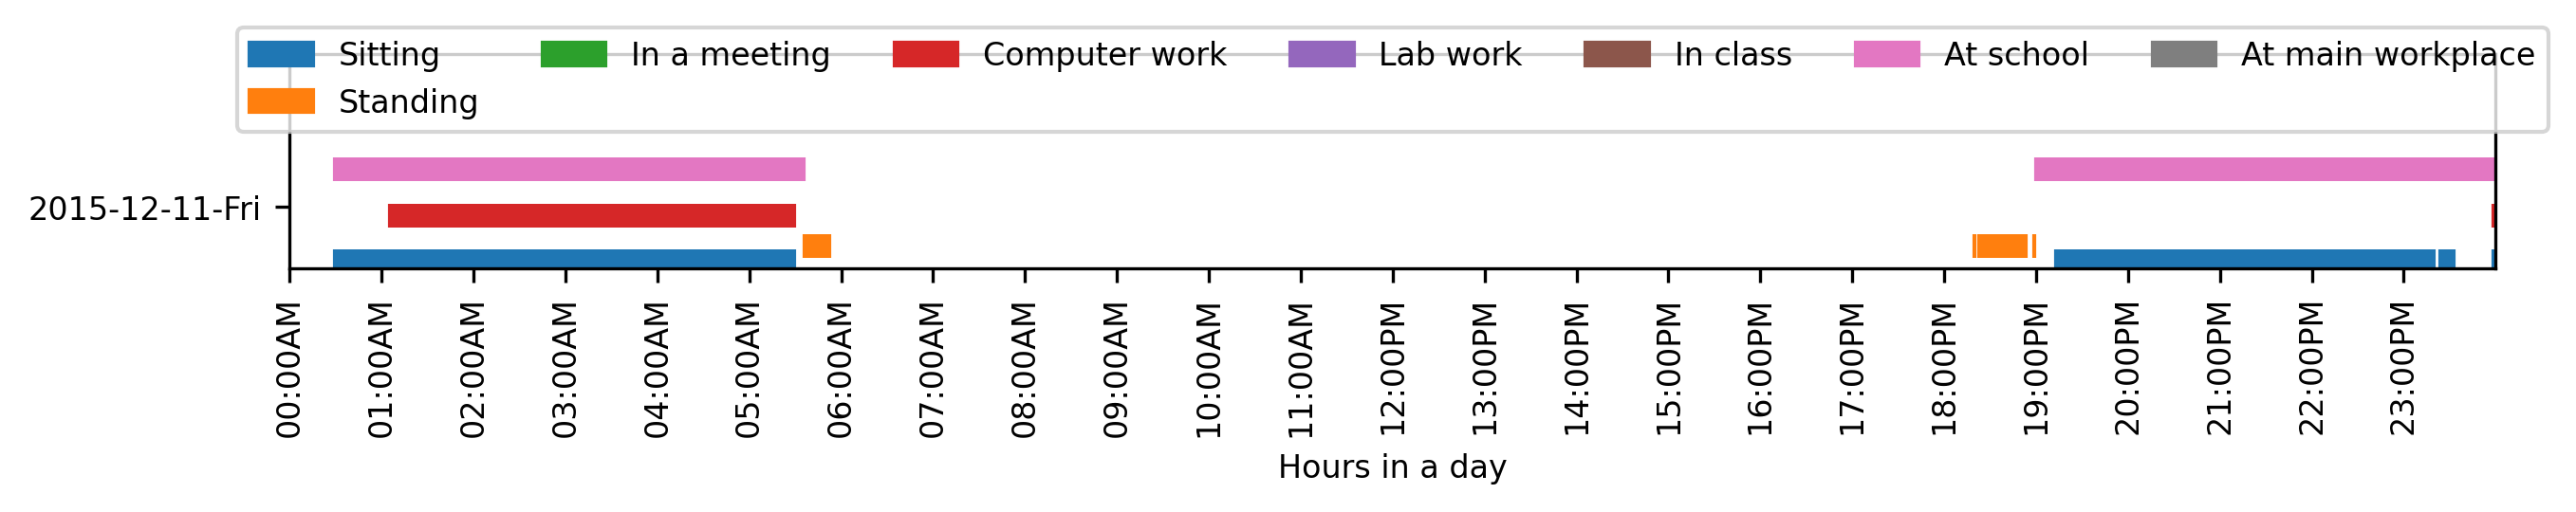 Sitting In a meeting Computer work Lab work In class At school At main workplace
Standing
2015-12-11-Fri
00:00AM 01:00AM 02:00AM 03:00AM 04:00AM 05:00AM 06:00AM 07:00AM 08:00AM 09:00AM 10:00AM 11:00AM 12:00PM 13:00PM 14:00PM 15:00PM 16:00PM 17:00PM 18:00PM 19:00PM 20:00PM 21:00PM 22:00PM 23:00PM
Hours in a day